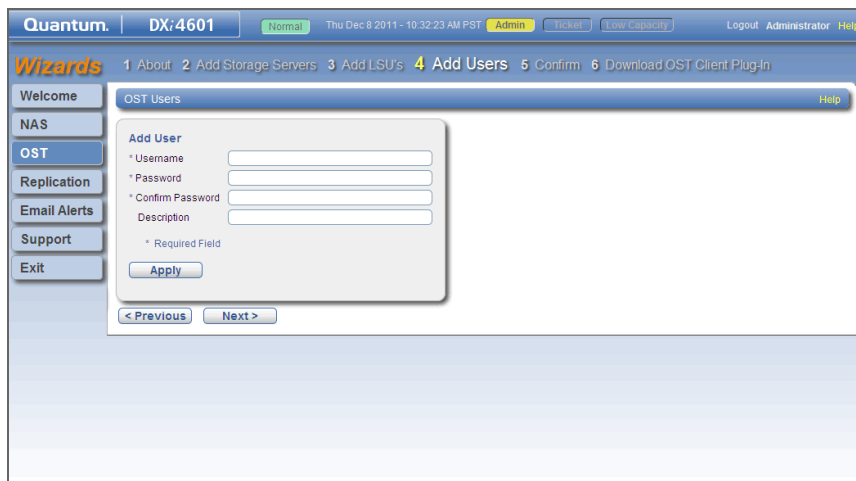 Quantum. DXi4601 Normal Thu Dec 8 2011 - 10:32:23 AM PST Admin Ticket Low Capacity Logout Administrator Help
Wizards 1 About 2 Add Storage Servers 3 Add LSU's 4 Add Users 5 Confirm 6 Download OST Client Plug-In
Welcome
NAS
OST
Replication
Email Alerts
Support
Exit
OST Users Help
Add User
* Username
* Password
* Confirm Password
Description
* Required Field
Apply
< Previous Next >